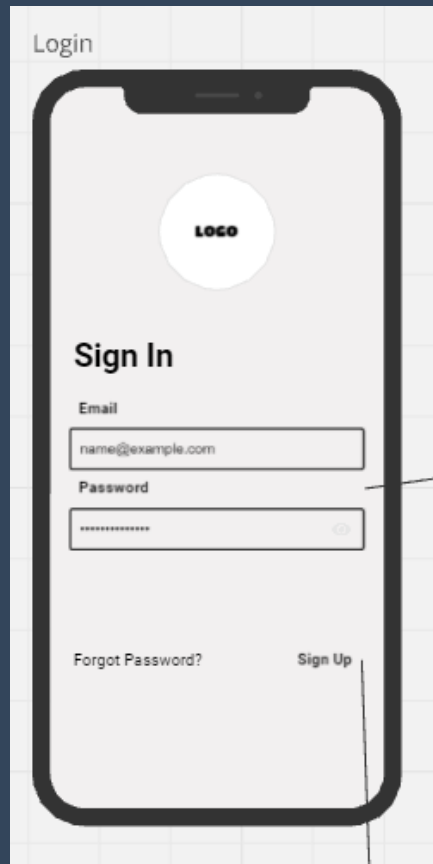 Login
LOGO
Sign In
Email
name@example.com
Password
••••••••••••••
Forgot Password? Sign Up